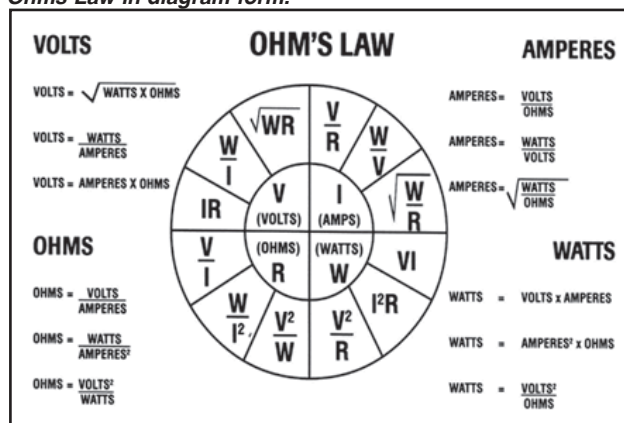 Ohms Law in diagram form.
OHM'S LAW
VOLTS
VOLTS = √WATTS X OHMS
VOLTS = WATTS
AMPERES
VOLTS = AMPERES X OHMS
AMPERES
AMPERES= VOLTS
OHMS
AMPERES= WATTS
VOLTS
AMPERES= √WATTS
OHMS
√WR
V
R
W
I
W
V
IR
V
(VOLTS)
I
(AMPS)
√W
R
V
I
(OHMS)
R
(WATTS)
W
VI
W
I²
V²
W
V²
R
I²R
OHMS
OHMS = VOLTS
AMPERES
OHMS = WATTS
AMPERES²
OHMS = VOLTS²
WATTS
WATTS
WATTS = VOLTS x AMPERES
WATTS = AMPERES² x OHMS
WATTS = VOLTS²
OHMS